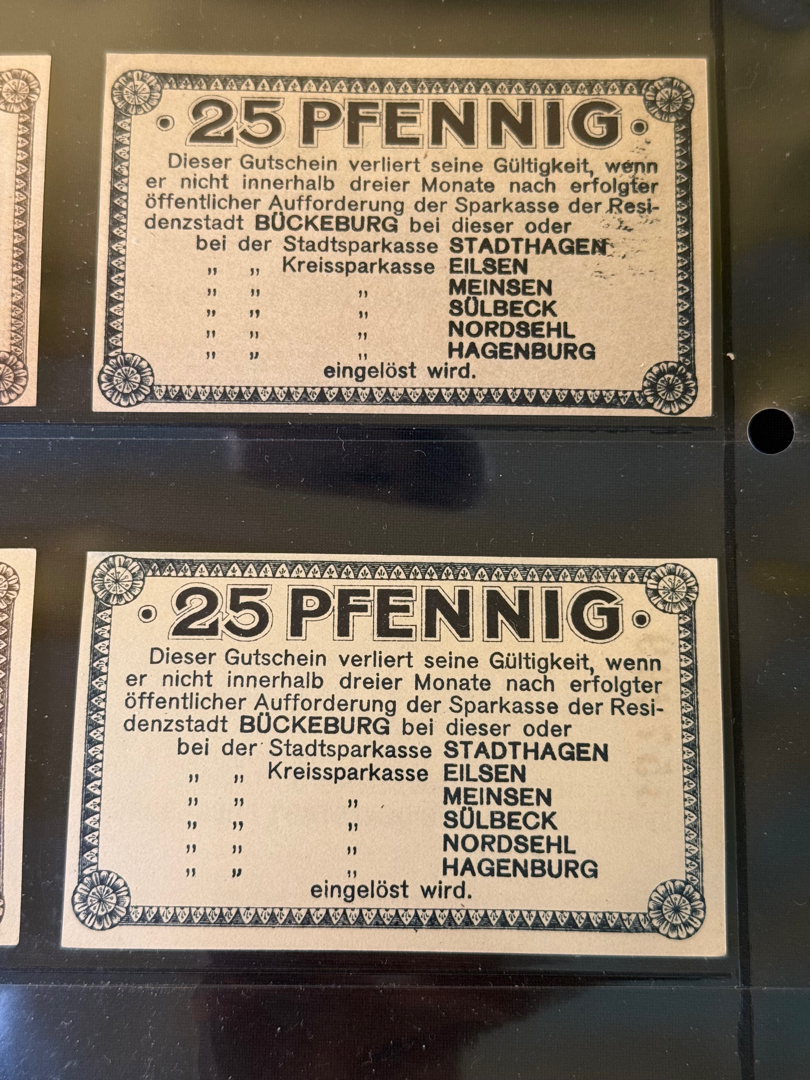 • 25 PFENNIG •
Dieser Gutschein verliert seine Gültigkeit, wenn
er nicht innerhalb dreier Monate nach erfolgter
öffentlicher Aufforderung der Sparkasse der Resi-
denzstadt BÜCKEBURG bei dieser oder
bei der Stadtsparkasse STADTHAGEN
„ „ Kreissparkasse EILSEN
„ „ „ MEINSEN
„ „ „ SÜLBECK
„ „ „ NORDSEHL
„ „ „ HAGENBURG
eingelöst wird.
• 25 PFENNIG •
Dieser Gutschein verliert seine Gültigkeit, wenn
er nicht innerhalb dreier Monate nach erfolgter
öffentlicher Aufforderung der Sparkasse der Resi-
denzstadt BÜCKEBURG bei dieser oder
bei der Stadtsparkasse STADTHAGEN
„ „ Kreissparkasse EILSEN
„ „ „ MEINSEN
„ „ „ SÜLBECK
„ „ „ NORDSEHL
„ „ „ HAGENBURG
eingelöst wird.